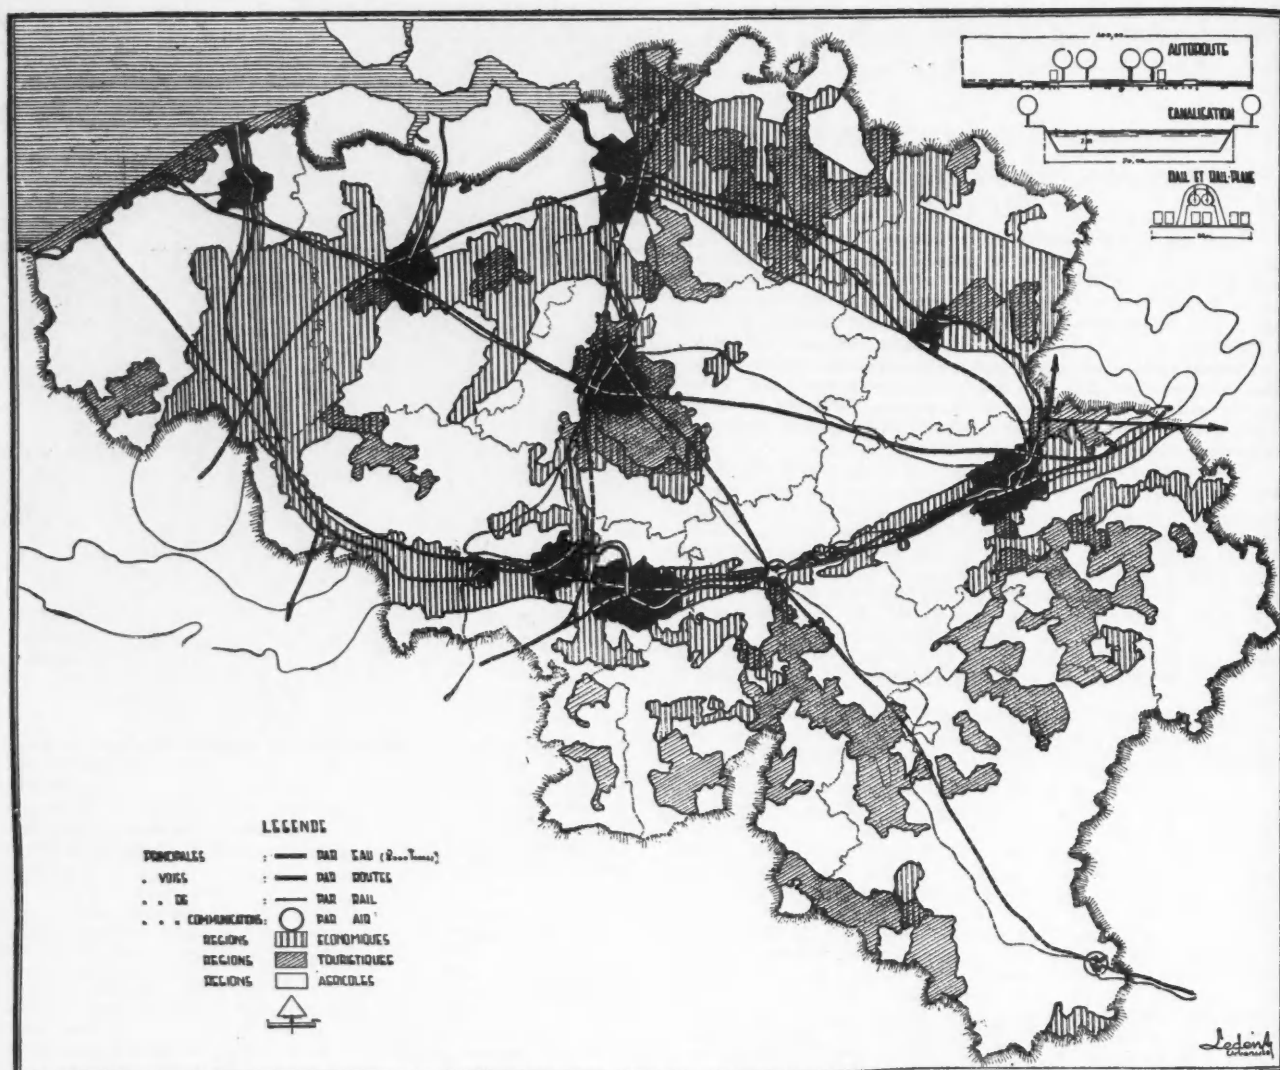 AUTOROUTE
CANALISATION
RAIL ET RAIL-PLANE
LEGENDE
PRINCIPALES : PAR EAU
. VOIES : PAR ROUTES
. . DE : PAR RAIL
. . . COMMUNICATIONS: PAR AIR
REGIONS ECONOMIQUES
REGIONS TOURISTIQUES
REGIONS AGRICOLES